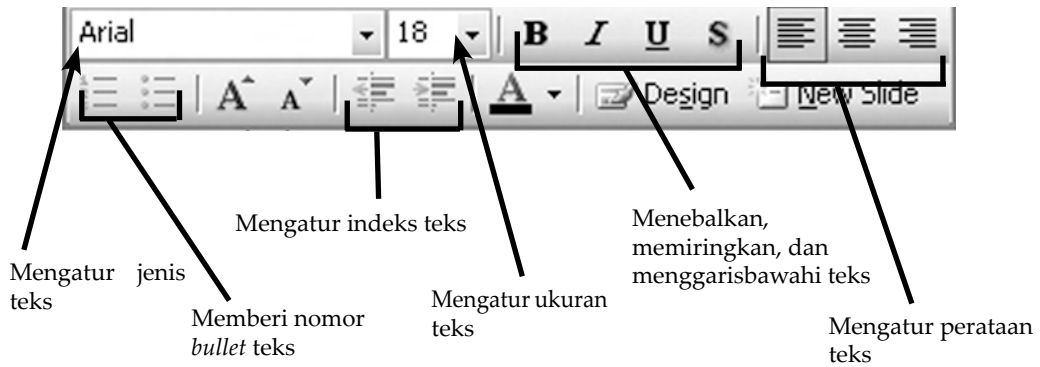 Arial 18 B I U S
A A A Design New Slide
Mengatur indeks teks
Menebalkan,
memiringkan, dan
menggarisbawahi teks
Mengatur jenis
teks
Memberi nomor
bullet teks
Mengatur ukuran
teks
Mengatur perataan
teks